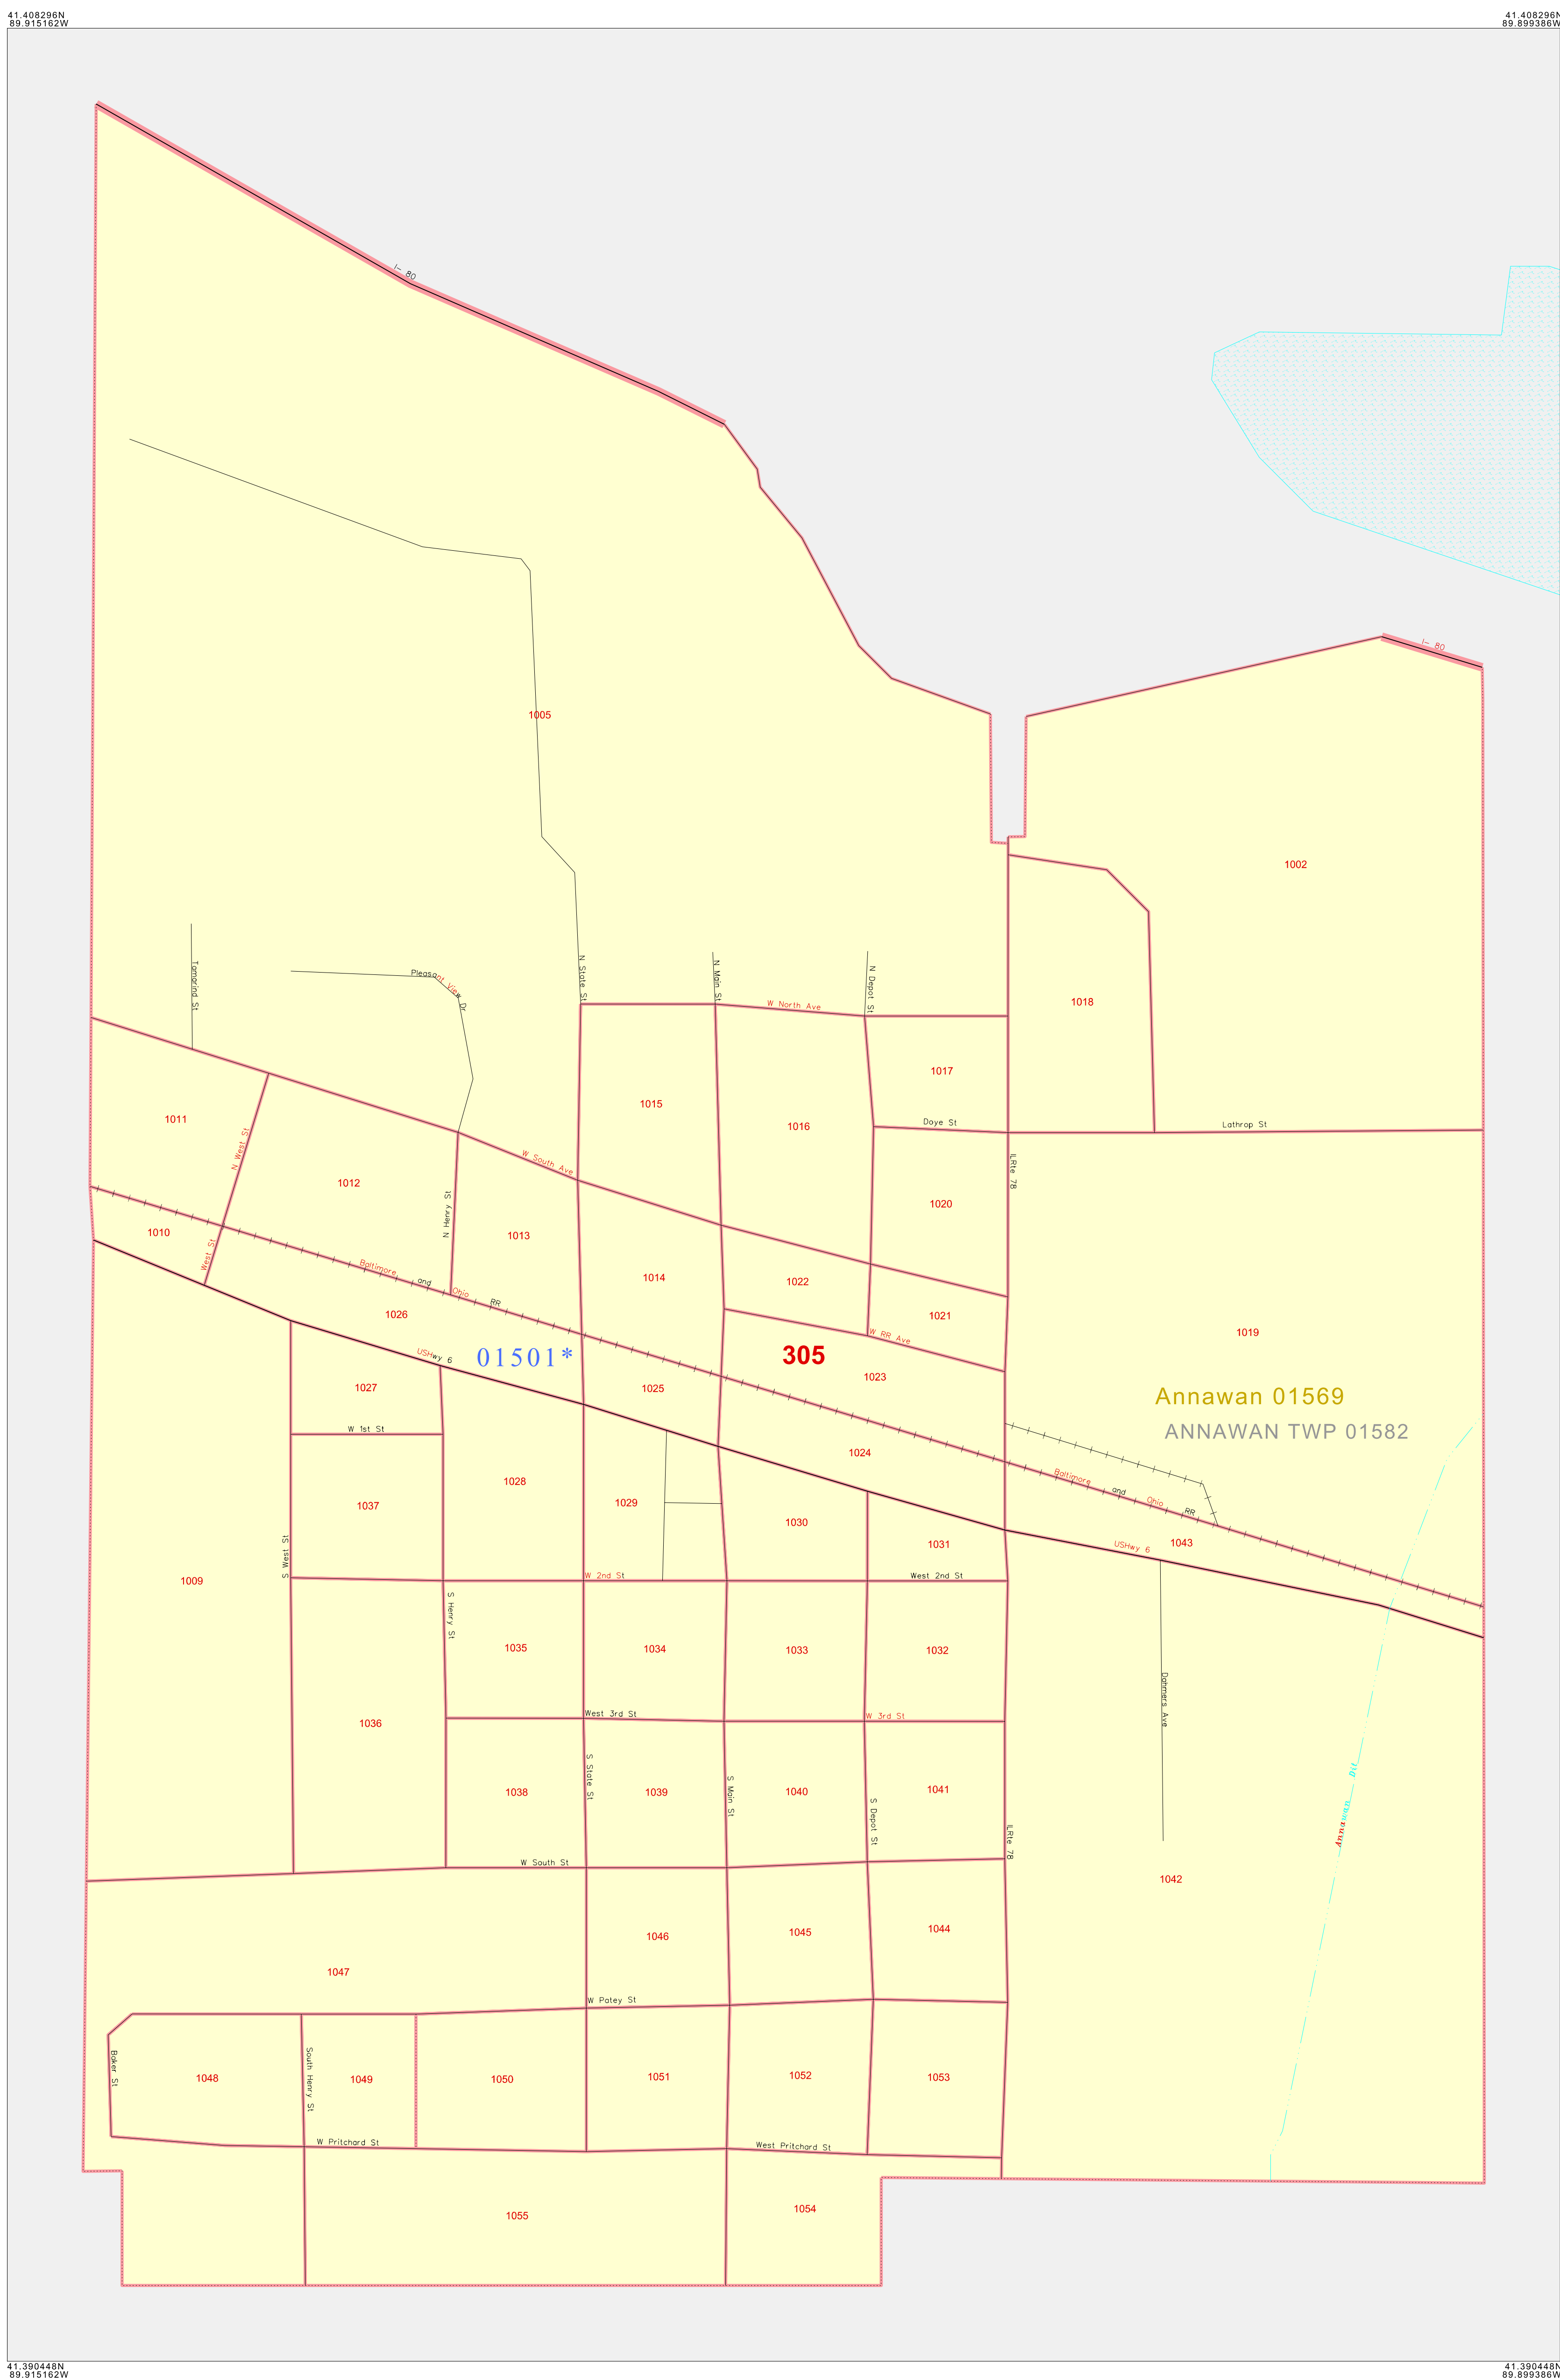 41.408296N
89.915162W
41.408296N
89.899386W
I- 80
I- 80
1005
1002
Tamarind St
Pleasant View Dr
N State St
N Main St
N Depot St
W North Ave
1018
1017
1015
1011
1016
Doye St
Lathrop St
N West St
W South Ave
ILRte 78
1012
N Henry St
1020
1010
1013
West St
Baltimore and Ohio RR
1014
1022
1026
1021
1019
W RR Ave
USHwy 6
01501*
305
1023
1027
1025
Annawan 01569
ANNAWAN TWP 01582
W 1st St
1024
1028
1037
1029
Baltimore and Ohio RR
1030
1031
1043
USHwy 6
S West St
1009
W 2nd St
West 2nd St
S Henry St
1035
1034
1033
1032
Dahmers Ave
West 3rd St
W 3rd St
1036
S State St
1038
1039
S Main St
1040
1041
S Depot St
ILRte 78
Annawan Dit
W South St
1042
1046
1045
1044
1047
W Patey St
Baker St
1048
South Henry St
1049
1050
1051
1052
1053
W Pritchard St
West Pritchard St
1055
1054
41.390448N
89.915162W
41.390448N
89.899386W